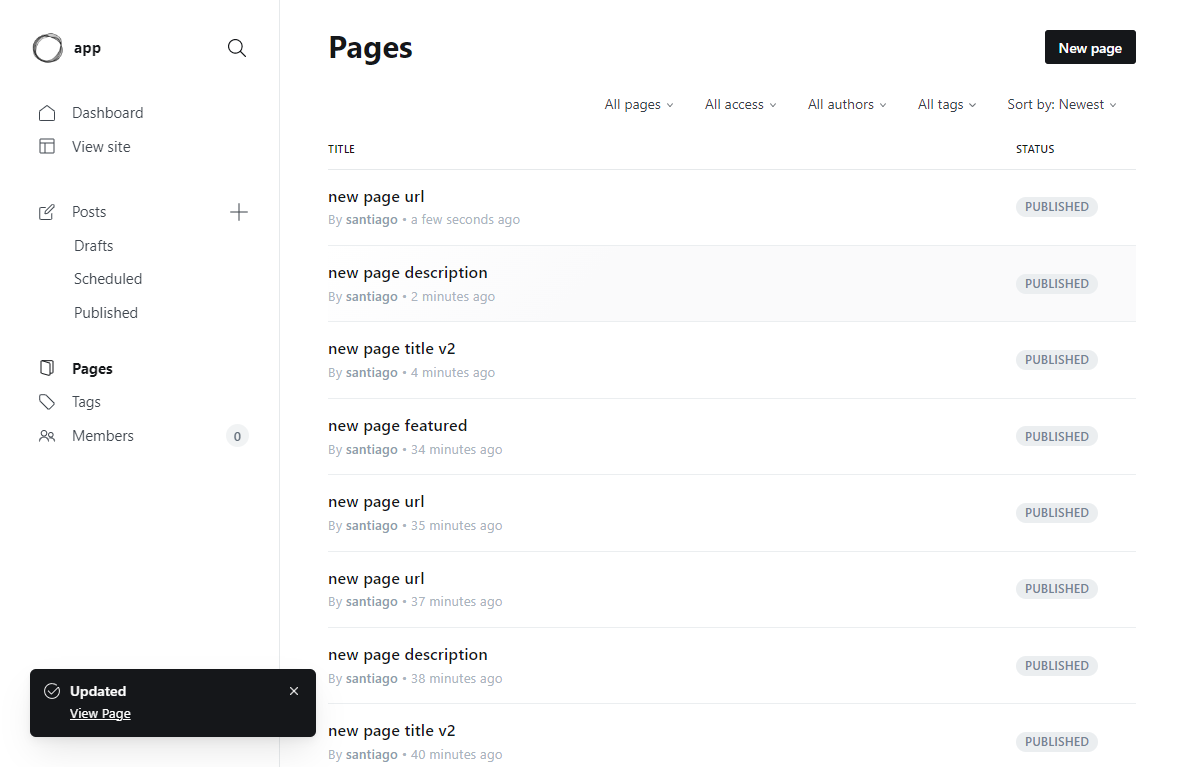 app
Dashboard
View site
Posts
Drafts
Scheduled
Published
Pages
Tags
Members 0
Updated
View Page
Pages
New page
All pages All access All authors All tags Sort by: Newest
TITLE STATUS
new page url
By santiago • a few seconds ago
PUBLISHED
new page description
By santiago • 2 minutes ago
PUBLISHED
new page title v2
By santiago • 4 minutes ago
PUBLISHED
new page featured
By santiago • 34 minutes ago
PUBLISHED
new page url
By santiago • 35 minutes ago
PUBLISHED
new page url
By santiago • 37 minutes ago
PUBLISHED
new page description
By santiago • 38 minutes ago
PUBLISHED
new page title v2
By santiago • 40 minutes ago
PUBLISHED